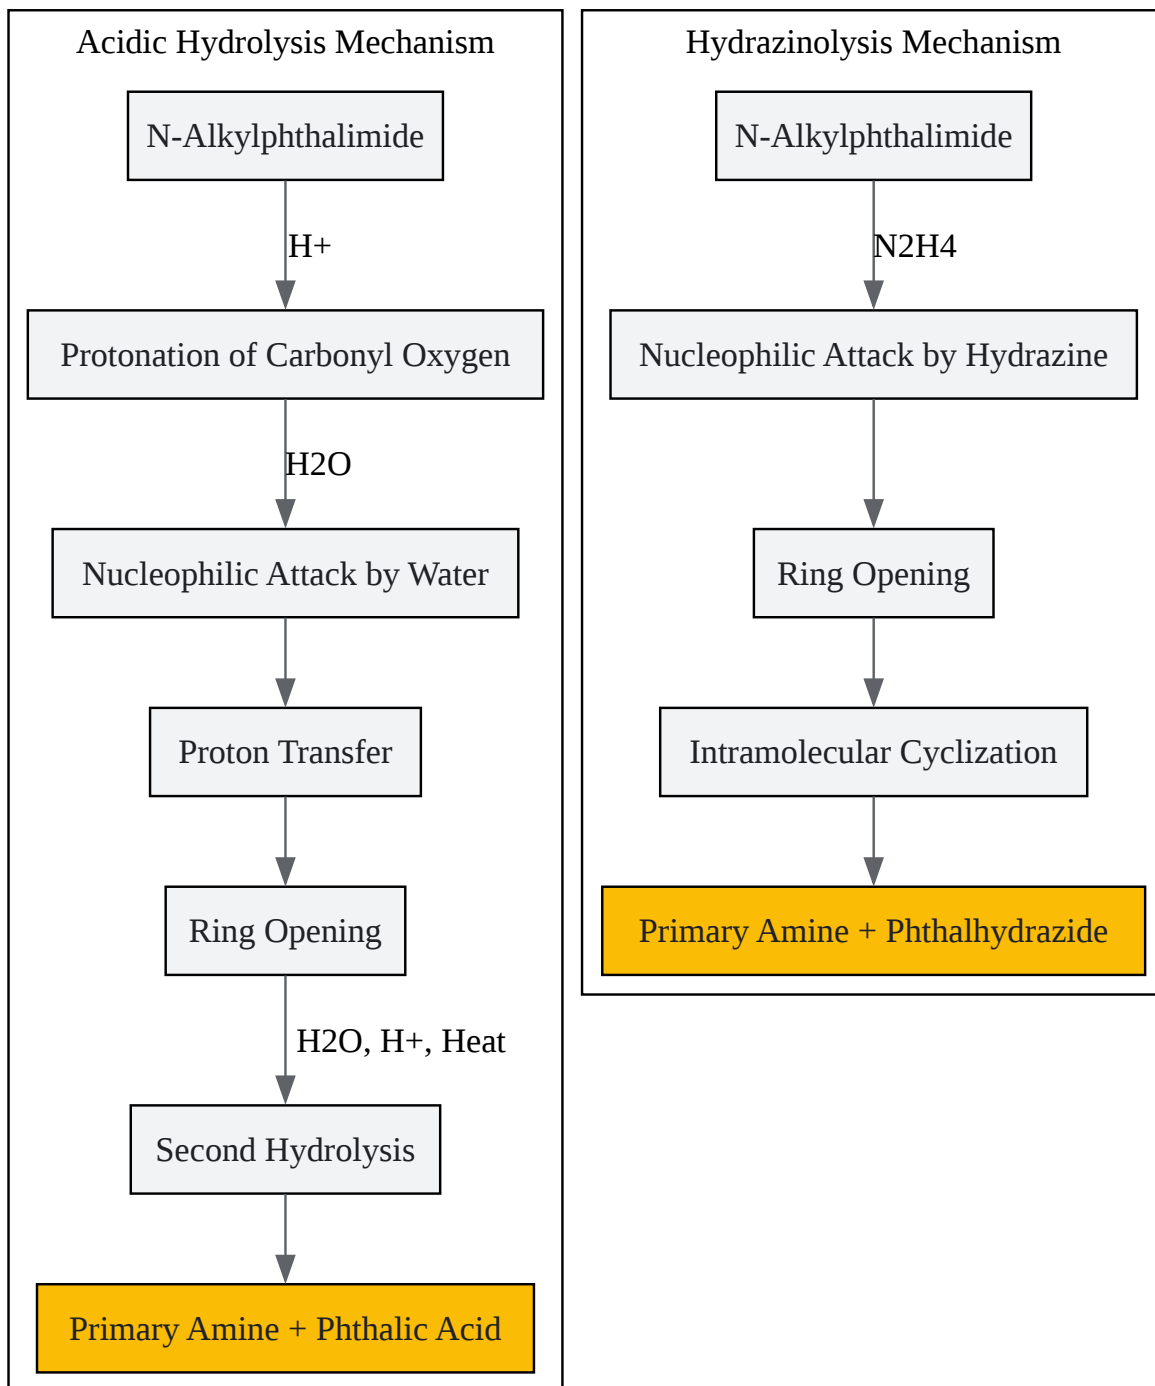 Acidic Hydrolysis Mechanism
N-Alkylphthalimide
H+
Protonation of Carbonyl Oxygen
H2O
Nucleophilic Attack by Water
Proton Transfer
Ring Opening
H2O, H+, Heat
Second Hydrolysis
Primary Amine + Phthalic Acid
Hydrazinolysis Mechanism
N-Alkylphthalimide
N2H4
Nucleophilic Attack by Hydrazine
Ring Opening
Intramolecular Cyclization
Primary Amine + Phthalhydrazide